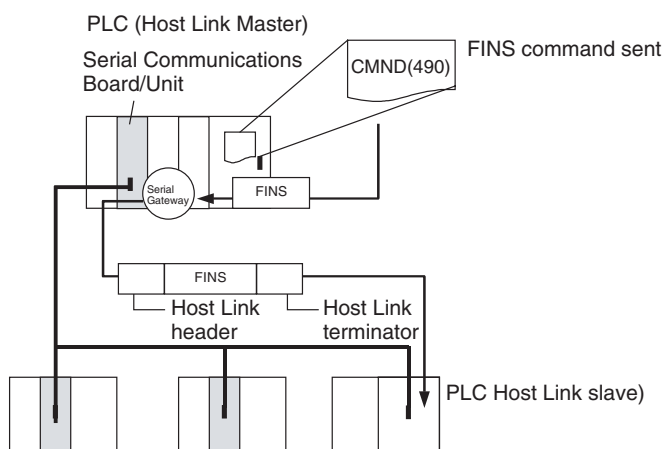 PLC (Host Link Master)
Serial Communications
Board/Unit
FINS command sent
CMND(490)
Serial
Gateway
FINS
FINS
Host Link
header
Host Link
terminator
PLC Host Link slave)